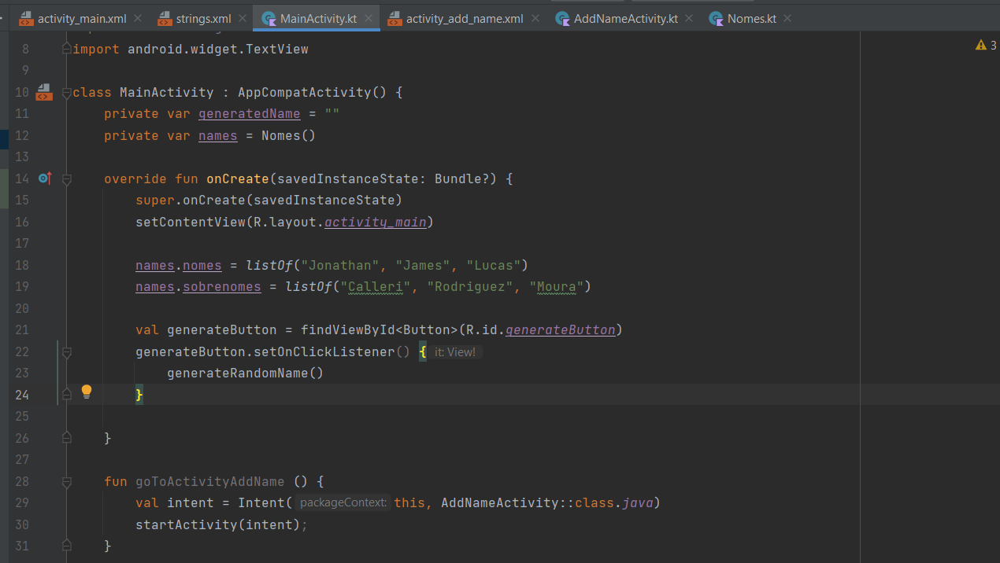 activity_main.xml strings.xml MainActivity.kt activity_add_name.xml AddNameActivity.kt Nomes.kt
8 import android.widget.TextView 3
9
10 class MainActivity : AppCompatActivity() {
11 private var generatedName = ""
12 private var names = Nomes()
13
14 override fun onCreate(savedInstanceState: Bundle?) {
15 super.onCreate(savedInstanceState)
16 setContentView(R.layout.activity_main)
17
18 names.nomes = listOf("Jonathan", "James", "Lucas")
19 names.sobrenomes = listOf("Calleri", "Rodriguez", "Moura")
20
21 val generateButton = findViewById<Button>(R.id.generateButton)
22 generateButton.setOnClickListener() { it: View!
23 generateRandomName()
24 }
25
26 }
27
28 fun goToActivityAddName () {
29 val intent = Intent( packageContext: this, AddNameActivity::class.java)
30 startActivity(intent);
31 }